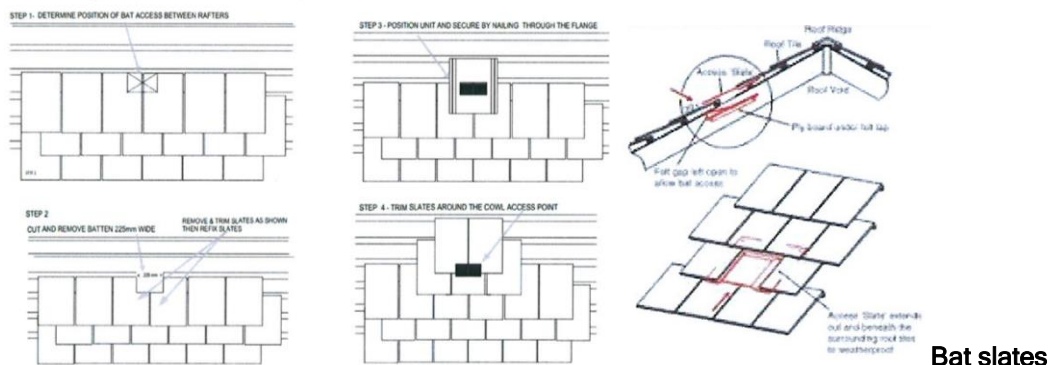 STEP 1- DETERMINE POSITION OF BAT ACCESS BETWEEN RAFTERS
STEP 2
CUT AND REMOVE BATTEN 225mm WIDE
REMOVE & TRIM SLATES AS SHOWN
THEN REFIX SLATES
STEP 3 - POSITION UNIT AND SECURE BY NAILING THROUGH THE FLANGE
STEP 4 - TRIM SLATES AROUND THE COWL ACCESS POINT
Roof Ridge
Roof Tile
Access 'Slate'
Roof Void
Ply board under felt lap
Felt gap left open to
allow bat access
Access 'Slate' extends
out and beneath the
surrounding roof tiles
to weatherproof
Bat slates